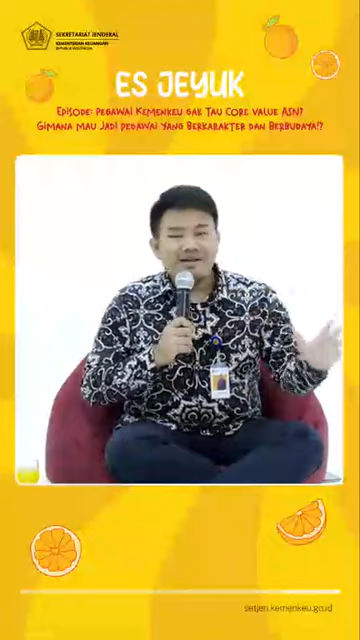 SEKRETARIAT JENDERAL
KEMENTERIAN KEUANGAN
REPUBLIK INDONESIA
ES JEYUK
EPISODE: PEGAWAI KEMENKEU GAK TAU CORE VALUE ASN?
GIMANA MAU JADI PEGAWAI YANG BERKARAKTER DAN BERBUDAYA!?
setjen.kemenkeu.go.id